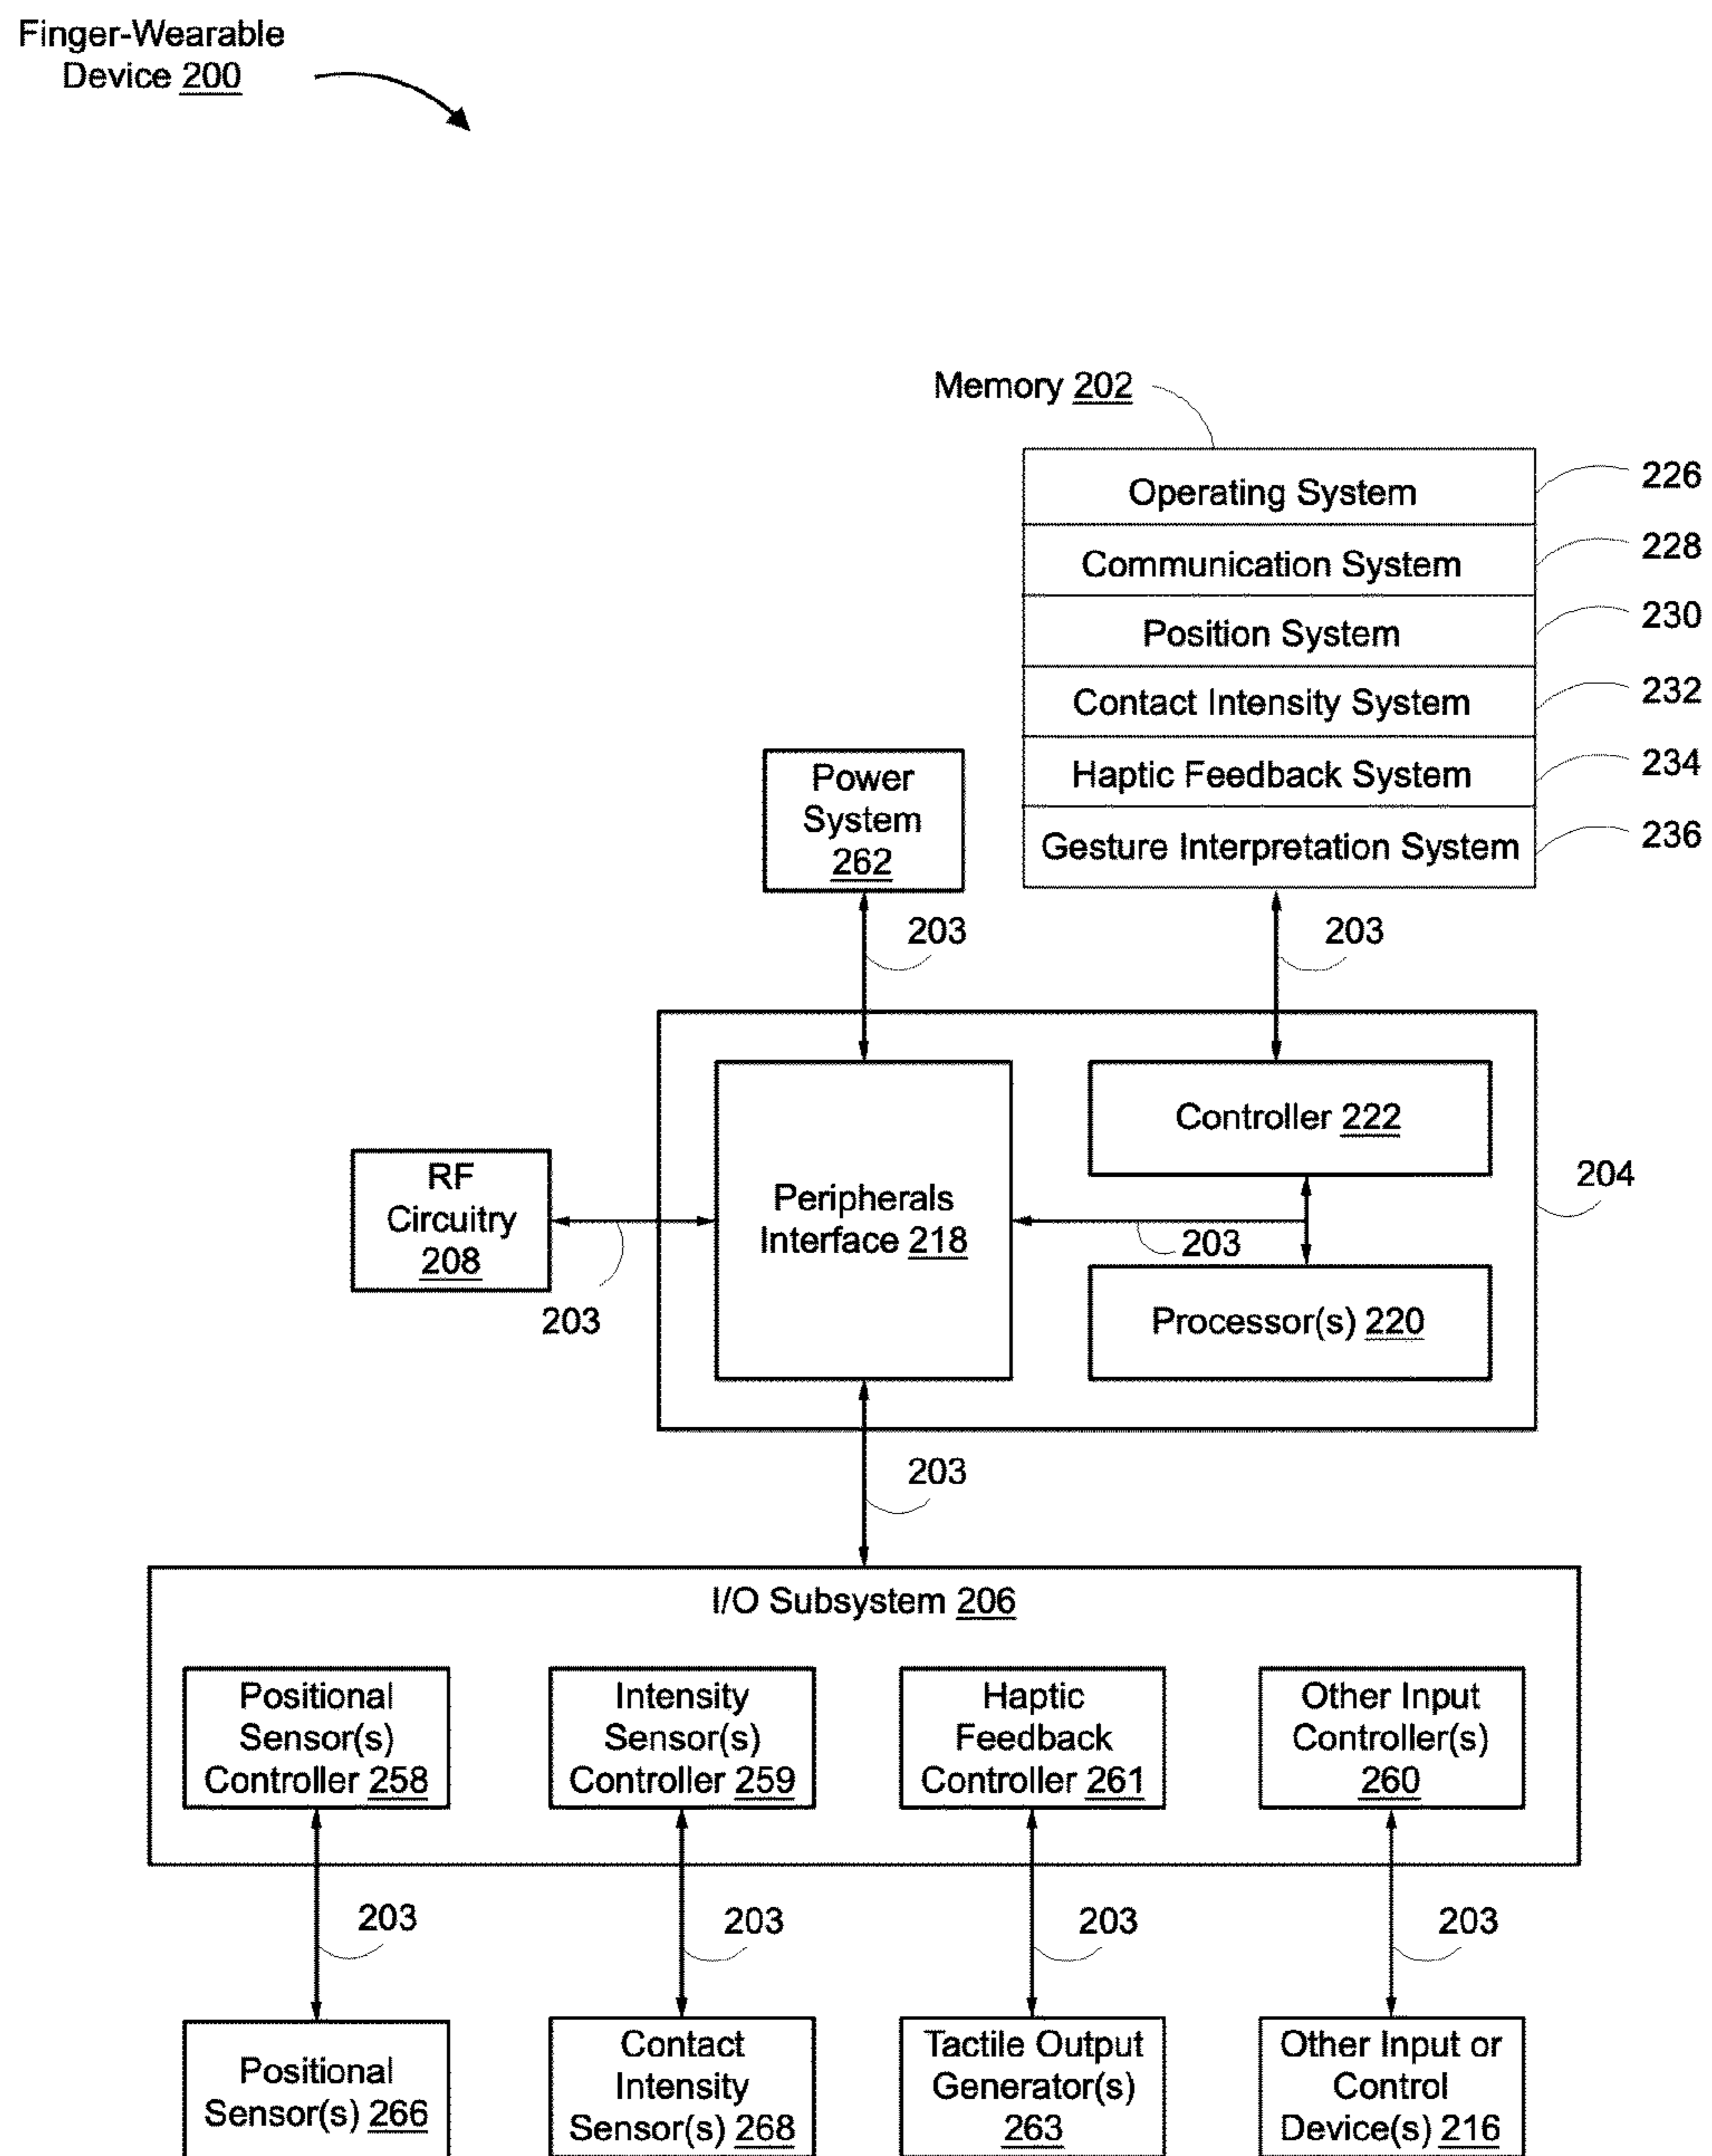 Finger-Wearable
Device 200
Memory 202
Operating System
226
Communication System
228
Position System
230
Contact Intensity System
232
Haptic Feedback System
234
Gesture Interpretation System
236
Power
System
262
203
203
Controller 222
204
RF
Circuitry
208
203
Peripherals
Interface 218
203
Processor(s) 220
203
I/O Subsystem 206
Positional
Sensor(s)
Controller 258
Intensity
Sensor(s)
Controller 259
Haptic
Feedback
Controller 261
Other Input
Controller(s)
260
203
203
203
203
Positional
Sensor(s) 266
Contact
Intensity
Sensor(s) 268
Tactile Output
Generator(s)
263
Other Input or
Control
Device(s) 216